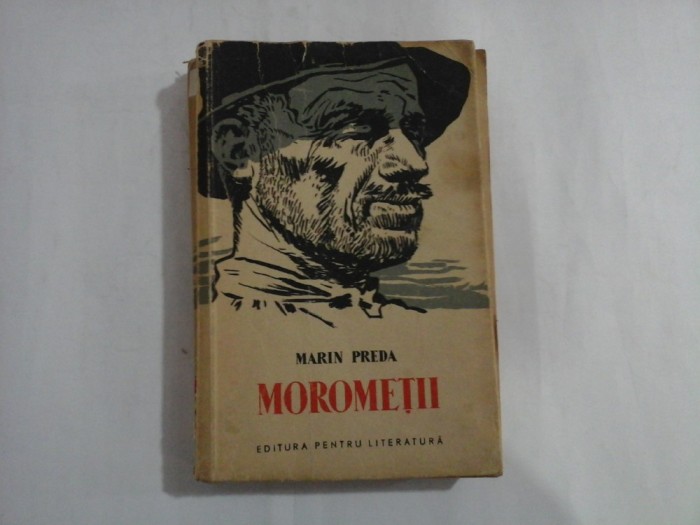 MARIN PREDA
MOROMEȚII
EDITURA PENTRU LITERATURĂ